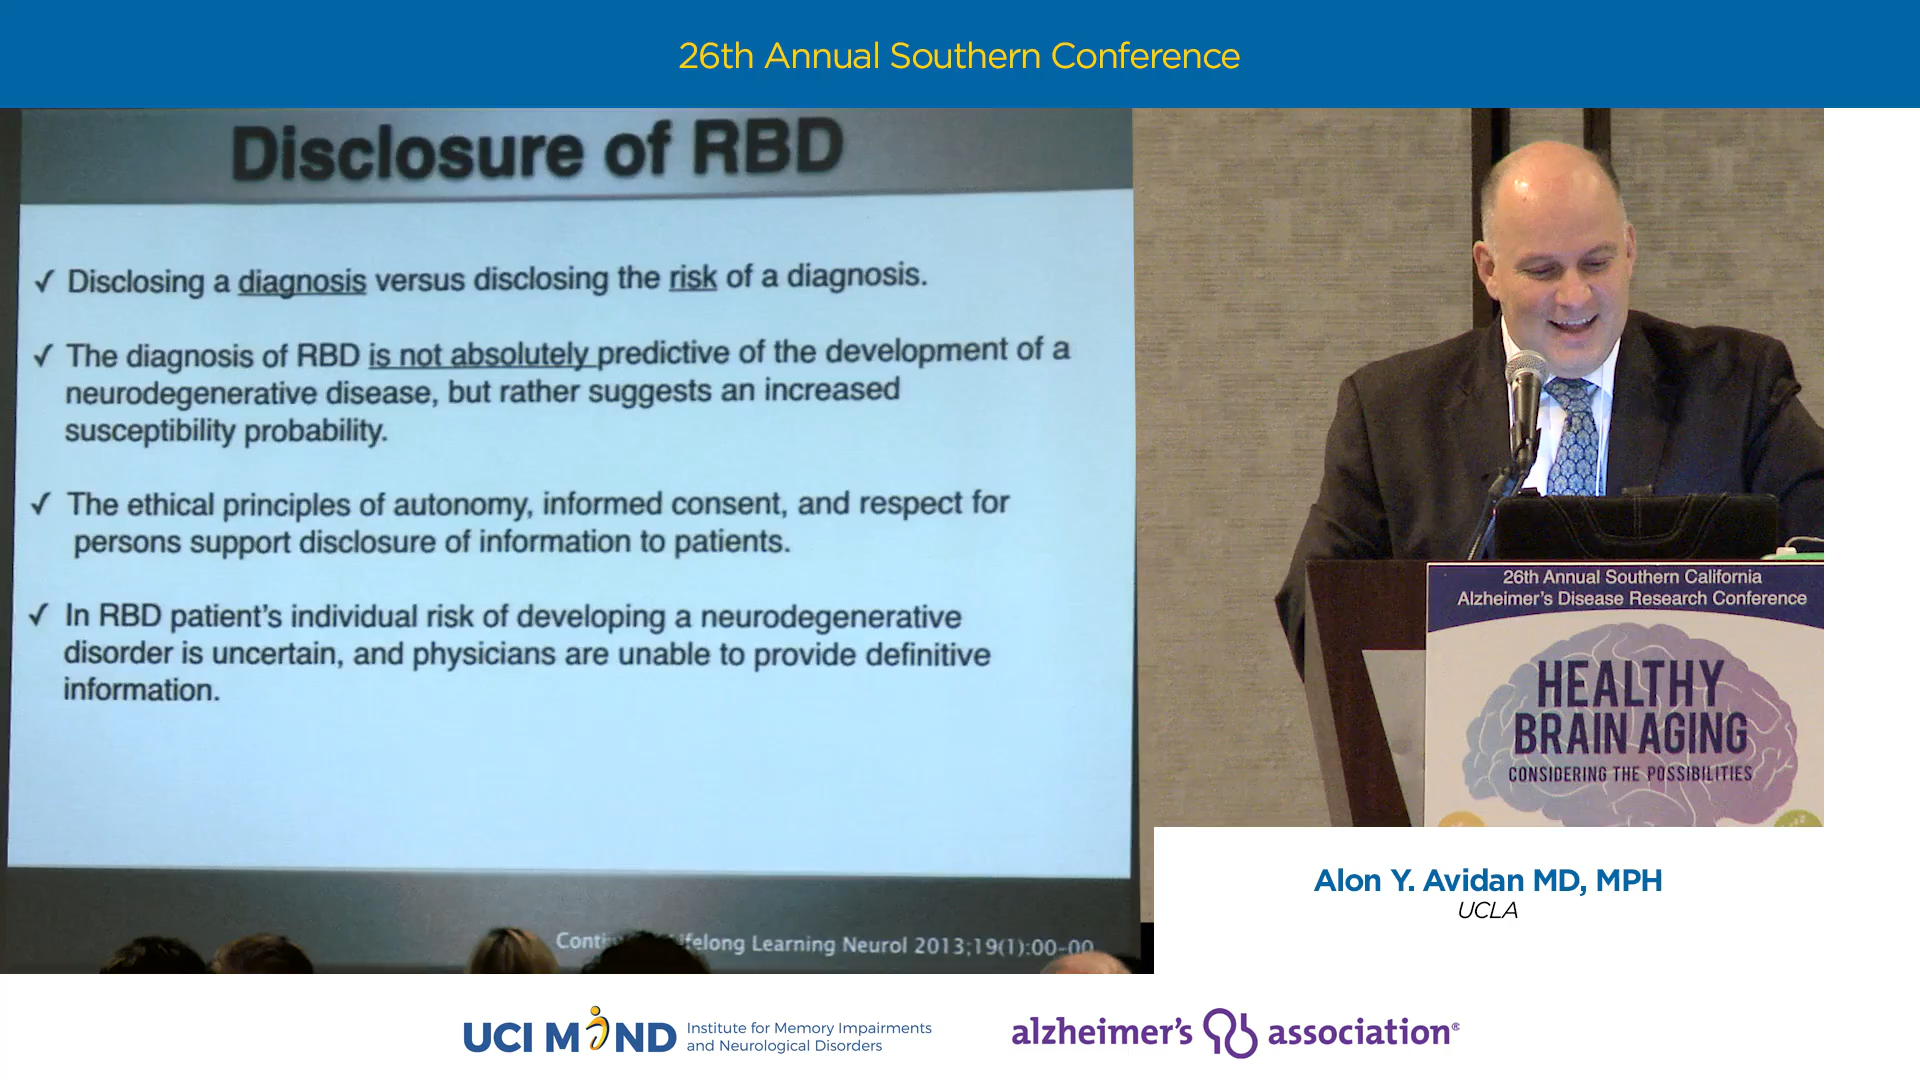 26th Annual Southern Conference
Disclosure of RBD
✓ Disclosing a diagnosis versus disclosing the risk of a diagnosis.
✓ The diagnosis of RBD is not absolutely predictive of the development of a
neurodegenerative disease, but rather suggests an increased
susceptibility probability.
✓ The ethical principles of autonomy, informed consent, and respect for
persons support disclosure of information to patients.
✓ In RBD patient's individual risk of developing a neurodegenerative
disorder is uncertain, and physicians are unable to provide definitive
information.
Learning Neurol 2013;19(1):00-00
26th Annual Southern California
Alzheimer's Disease Research Conference
HEALTHY
BRAIN AGING
CONSIDERING THE POSSIBILITIES
Alon Y. Avidan MD, MPH
UCLA
UCI MIND
Institute for Memory Impairments
and Neurological Disorders
alzheimer's association®